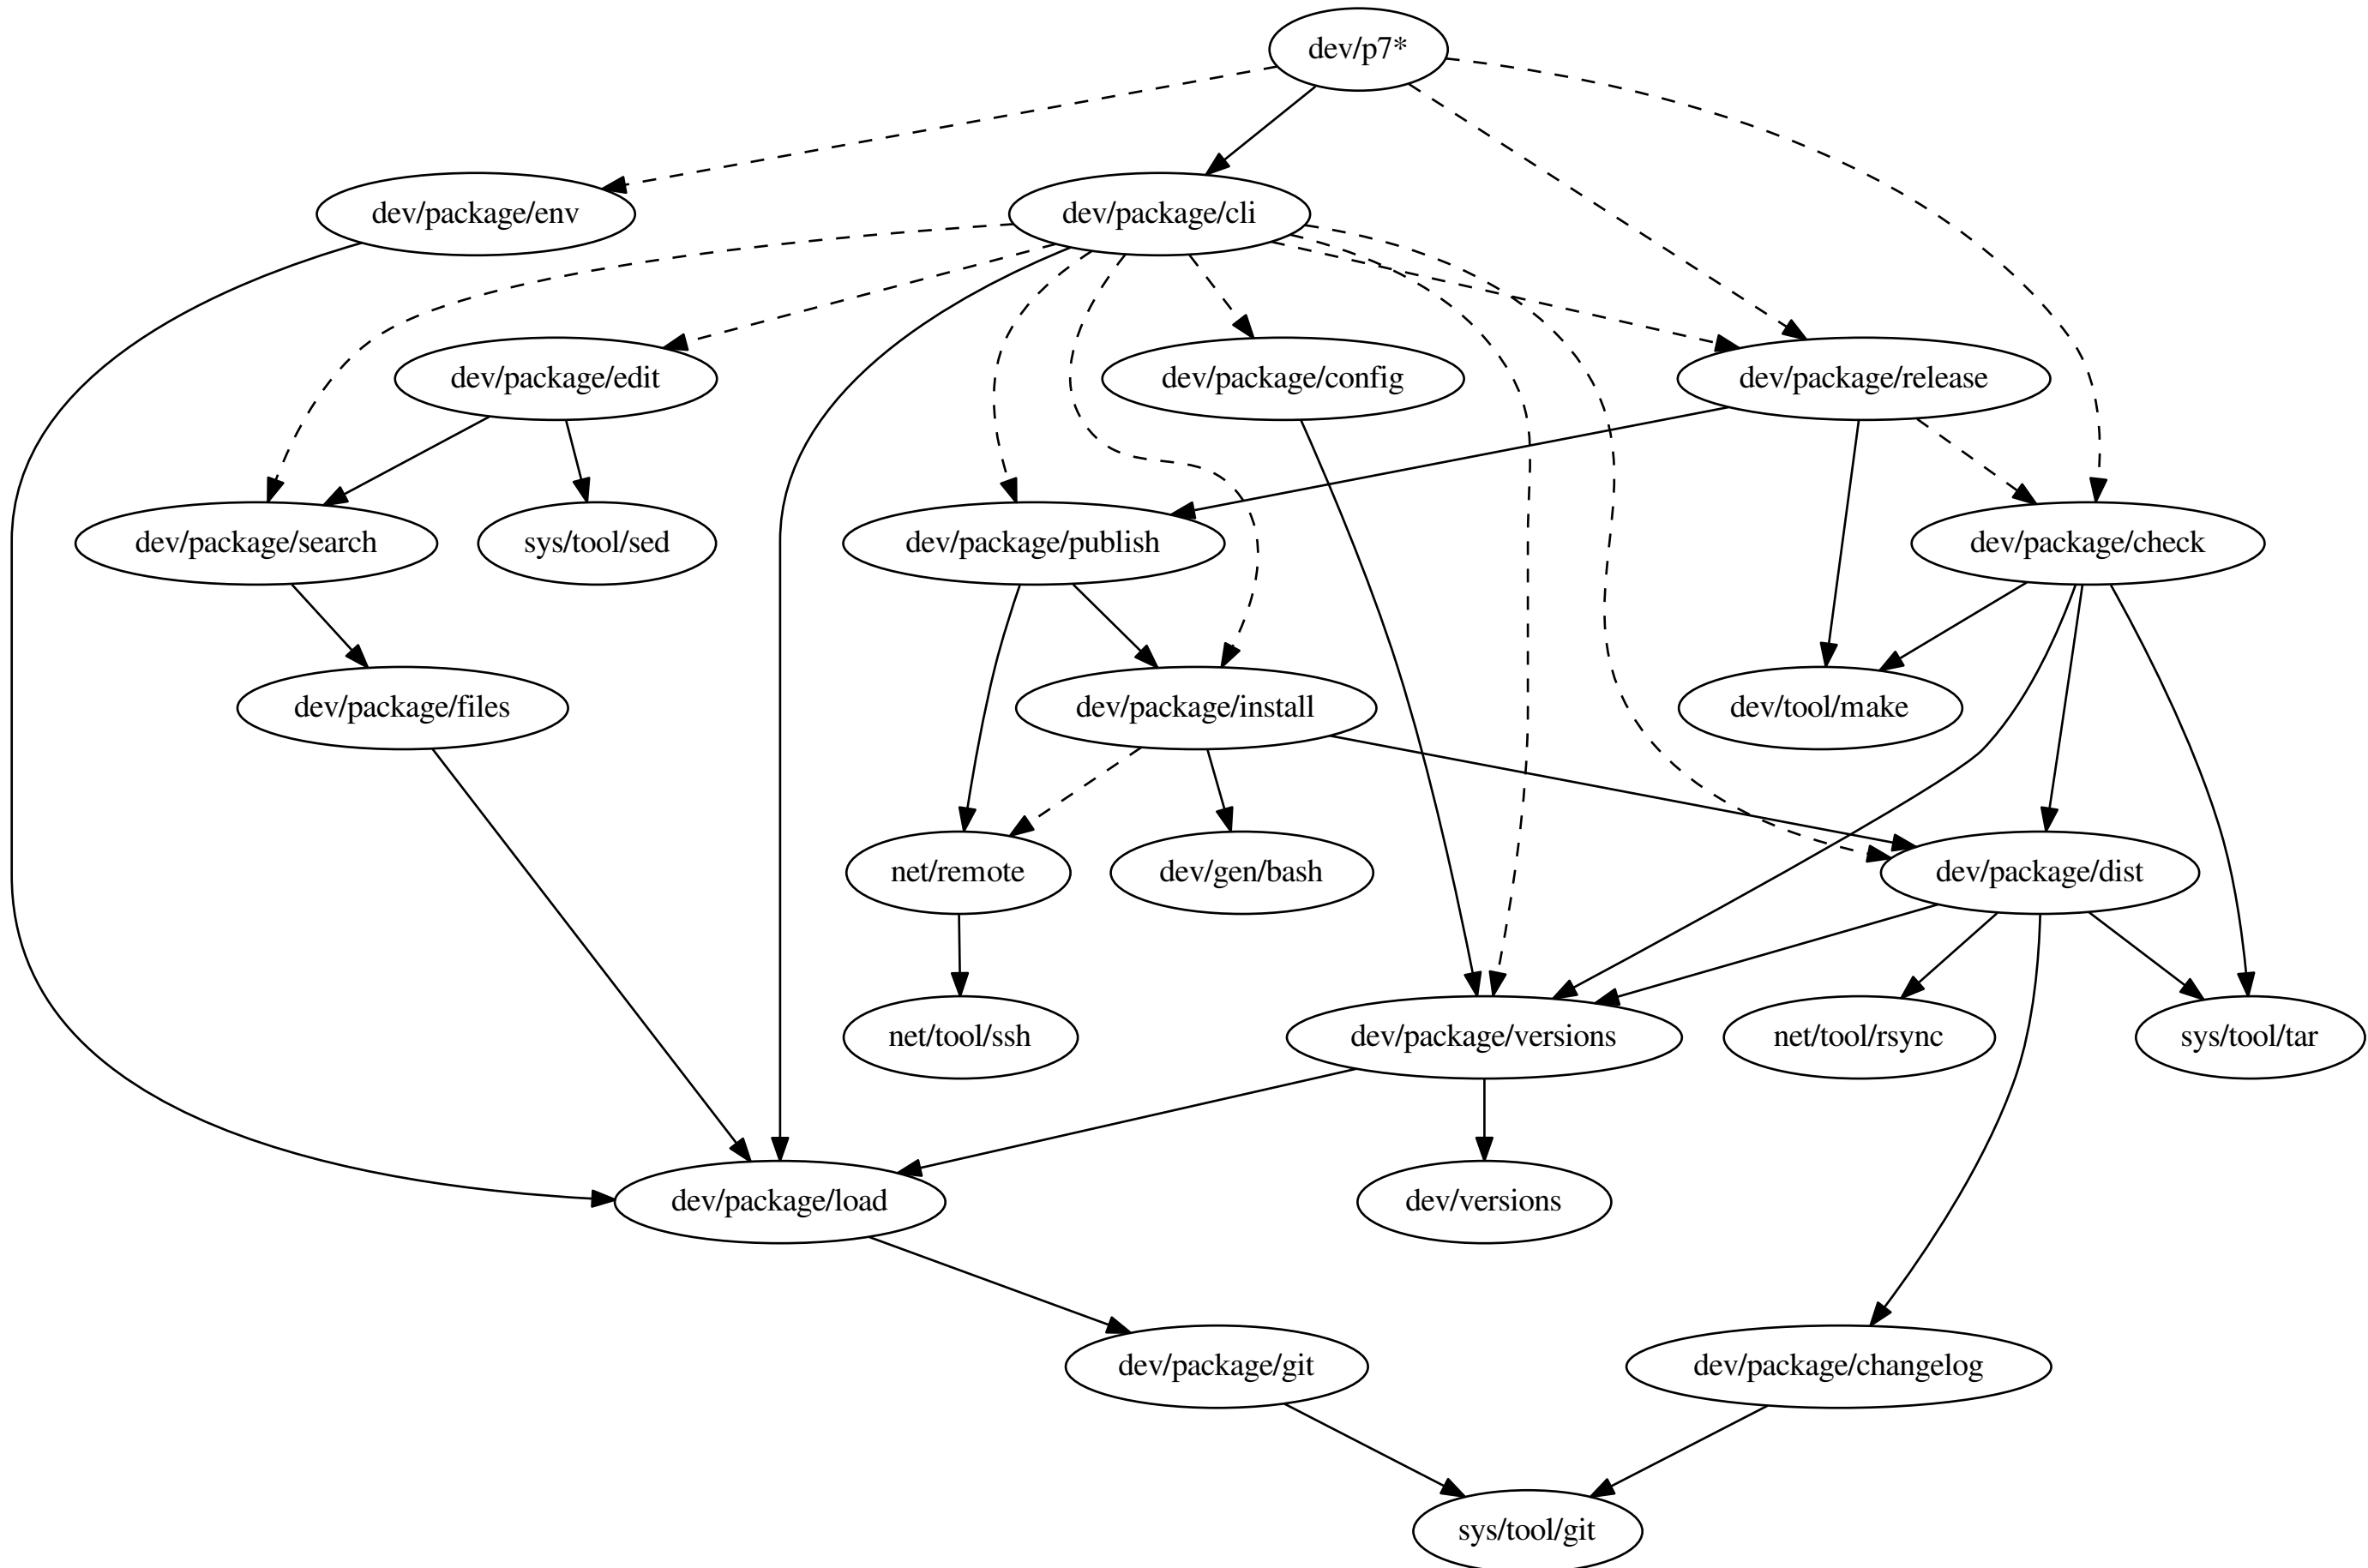 dev/p7*
dev/package/env
dev/package/cli
dev/package/edit
dev/package/config
dev/package/release
dev/package/search
sys/tool/sed
dev/package/publish
dev/package/check
dev/package/files
dev/package/install
dev/tool/make
net/remote
dev/gen/bash
dev/package/dist
net/tool/ssh
dev/package/versions
net/tool/rsync
sys/tool/tar
dev/package/load
dev/versions
dev/package/git
dev/package/changelog
sys/tool/git